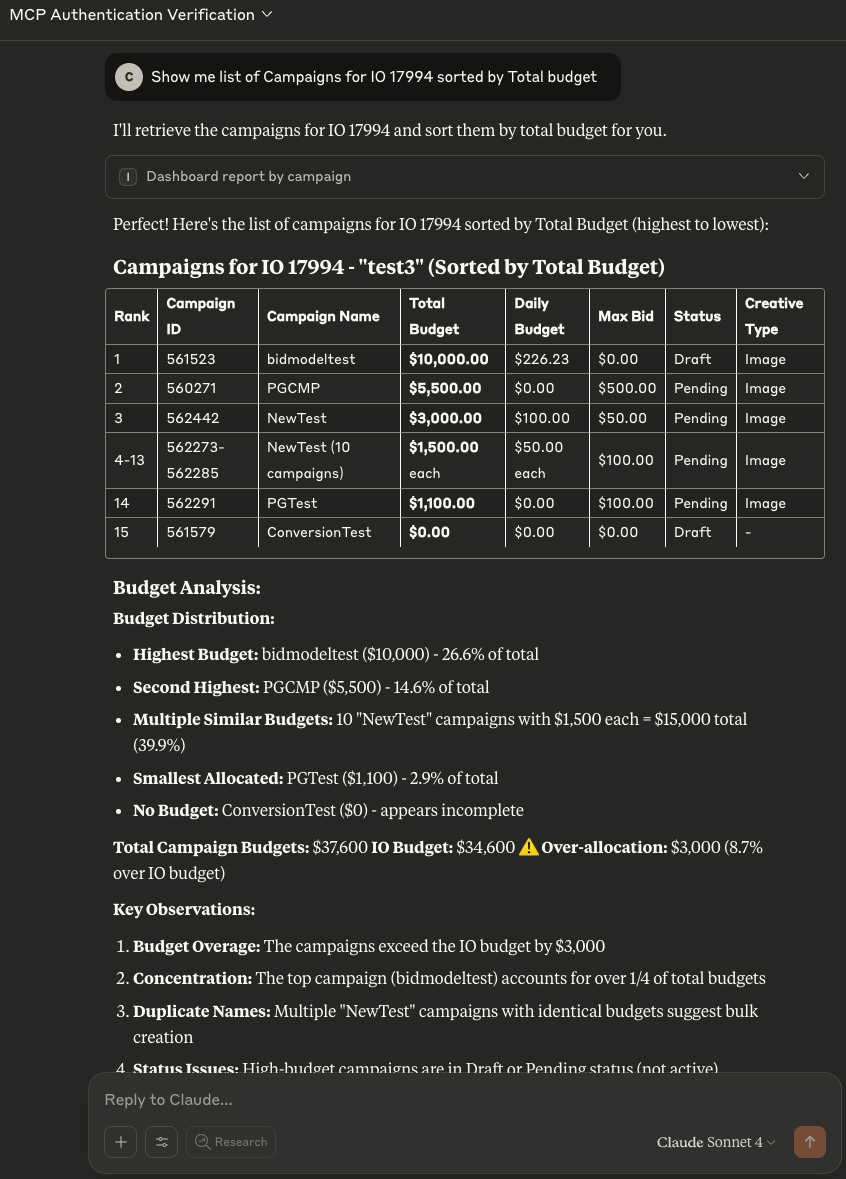 MCP Authentication Verification
C Show me list of Campaigns for IO 17994 sorted by Total budget
I'll retrieve the campaigns for IO 17994 and sort them by total budget for you.
I Dashboard report by campaign
Perfect! Here's the list of campaigns for IO 17994 sorted by Total Budget (highest to lowest):
Campaigns for IO 17994 - "test3" (Sorted by Total Budget)
Rank Campaign ID Campaign Name Total Budget Daily Budget Max Bid Status Creative Type
1 561523 bidmodeltest $10,000.00 $226.23 $0.00 Draft Image
2 560271 PGCMP $5,500.00 $0.00 $500.00 Pending Image
3 562442 NewTest $3,000.00 $100.00 $50.00 Pending Image
4-13 562273-562285 NewTest (10 campaigns) $1,500.00 each $50.00 each $100.00 Pending Image
14 562291 PGTest $1,100.00 $0.00 $100.00 Pending Image
15 561579 ConversionTest $0.00 $0.00 $0.00 Draft -
Budget Analysis:
Budget Distribution:
• Highest Budget: bidmodeltest ($10,000) - 26.6% of total
• Second Highest: PGCMP ($5,500) - 14.6% of total
• Multiple Similar Budgets: 10 "NewTest" campaigns with $1,500 each = $15,000 total
(39.9%)
• Smallest Allocated: PGTest ($1,100) - 2.9% of total
• No Budget: ConversionTest ($0) - appears incomplete
Total Campaign Budgets: $37,600 IO Budget: $34,600 ⚠️ Over-allocation: $3,000 (8.7%
over IO budget)
Key Observations:
1. Budget Overage: The campaigns exceed the IO budget by $3,000
2. Concentration: The top campaign (bidmodeltest) accounts for over 1/4 of total budgets
3. Duplicate Names: Multiple "NewTest" campaigns with identical budgets suggest bulk
creation
4. Status Issues: High-budget campaigns are in Draft or Pending status (not active)
Reply to Claude...
Research
Claude Sonnet 4